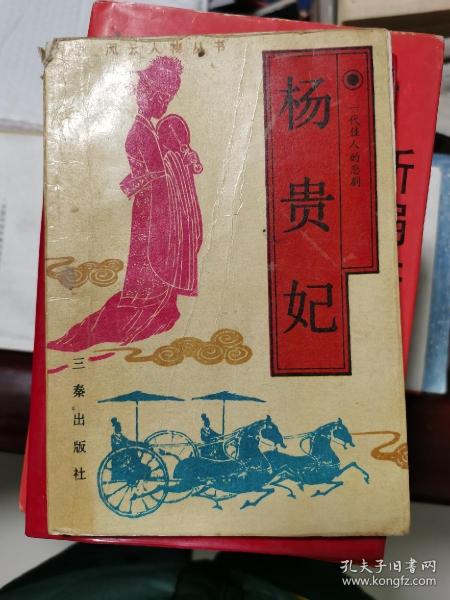 风云人物丛书
一代佳人的悲剧
杨贵妃
三秦出版社
新
孔夫子旧书网
www.kongfz.com